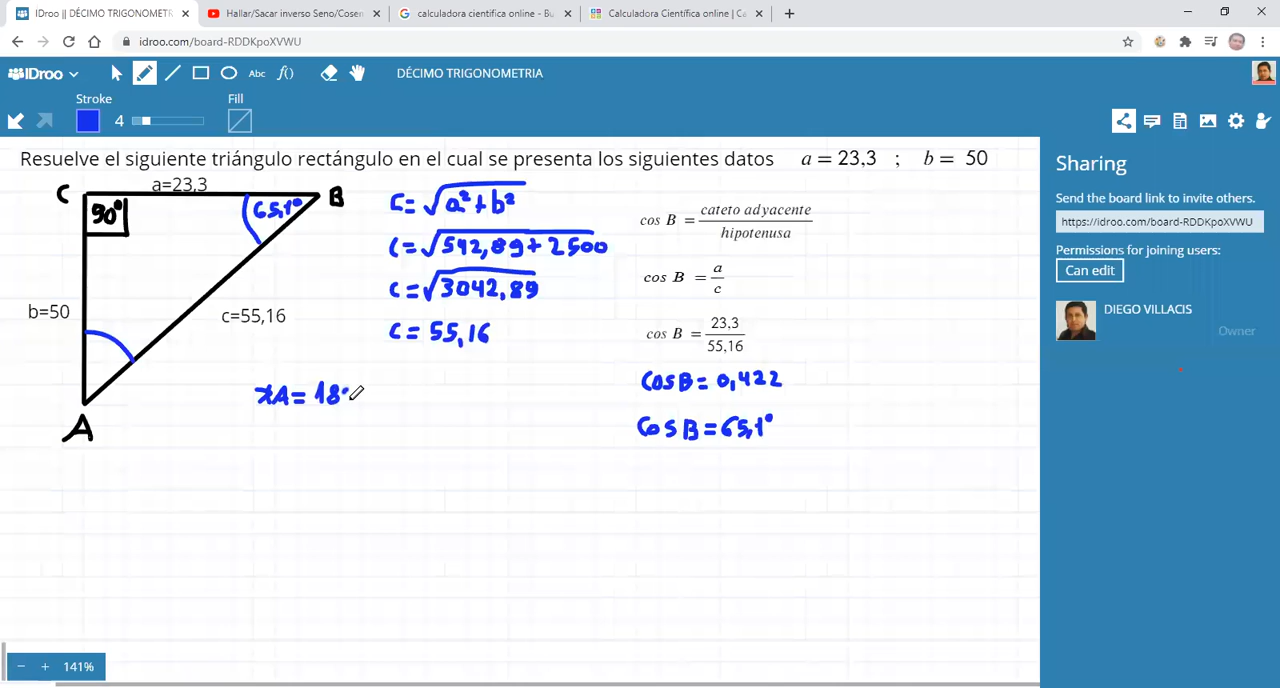 IDroo || DÉCIMO TRIGONOMETR
Hallar/Sacar inverso Seno/Cosen
calculadora científica online - Bu
Calculadora Científica online | Ca
idroo.com/board-RDDKpoXVWU
IDroo
Abc
f()
DÉCIMO TRIGONOMETRIA
Stroke
Fill
4
Resuelve el siguiente triángulo rectángulo en el cual se presenta los siguientes datos a = 23,3 ; b = 50
a=23,3
C
B
90°
65,1°
b=50
c=55,16
A
C= √a²+b²
C= √542,89+2500
C= √3042,89
C= 55,16
cos B = cateto adyacente / hipotenusa
cos B = a / c
cos B = 23,3 / 55,16
Cos B = 0,422
Cos B = 65,1°
∡A= 18
Sharing
Send the board link to invite others.
https://idroo.com/board-RDDKpoXVWU
Permissions for joining users:
Can edit
DIEGO VILLACIS
Owner
141%